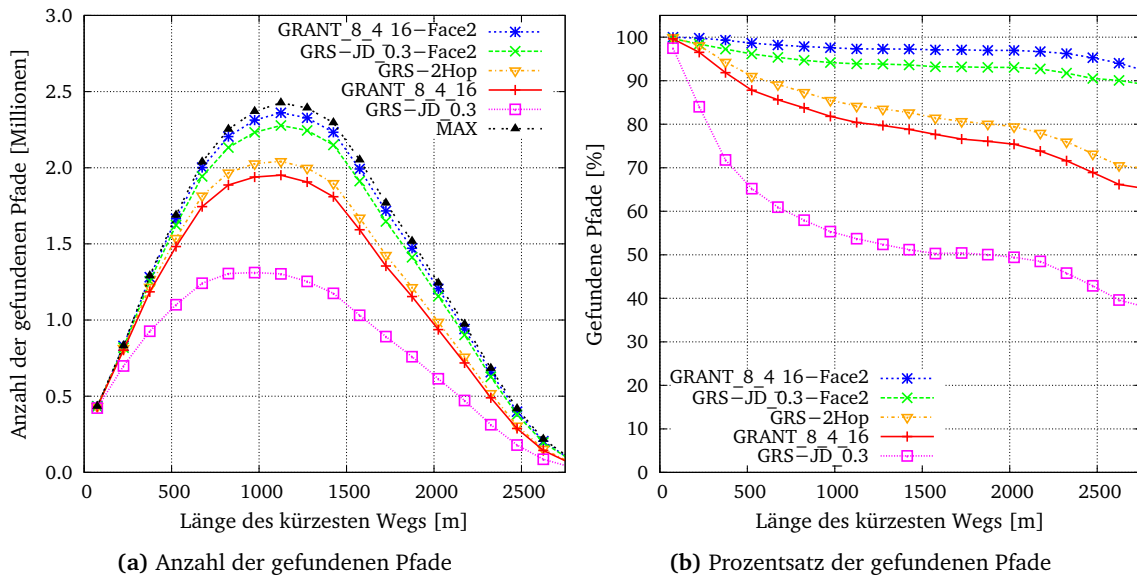 Anzahl der gefundenen Pfade [Millionen]
3.0
2.5
2.0
1.5
1.0
0.5
0.0
GRANT_8_4 16−Face2
GRS−JD_0.3−Face2
GRS−2Hop
GRANT_8_4_16
GRS−JD_0.3
MAX
0 500 1000 1500 2000 2500
Länge des kürzesten Wegs [m]
(a) Anzahl der gefundenen Pfade
Gefundene Pfade [%]
100
90
80
70
60
50
40
30
20
10
0
GRANT_8_4 16−Face2
GRS−JD_0.3−Face2
GRS−2Hop
GRANT_8_4_16
GRS−JD_0.3
0 500 1000 1500 2000 2500
Länge des kürzesten Wegs [m]
(b) Prozentsatz der gefundenen Pfade